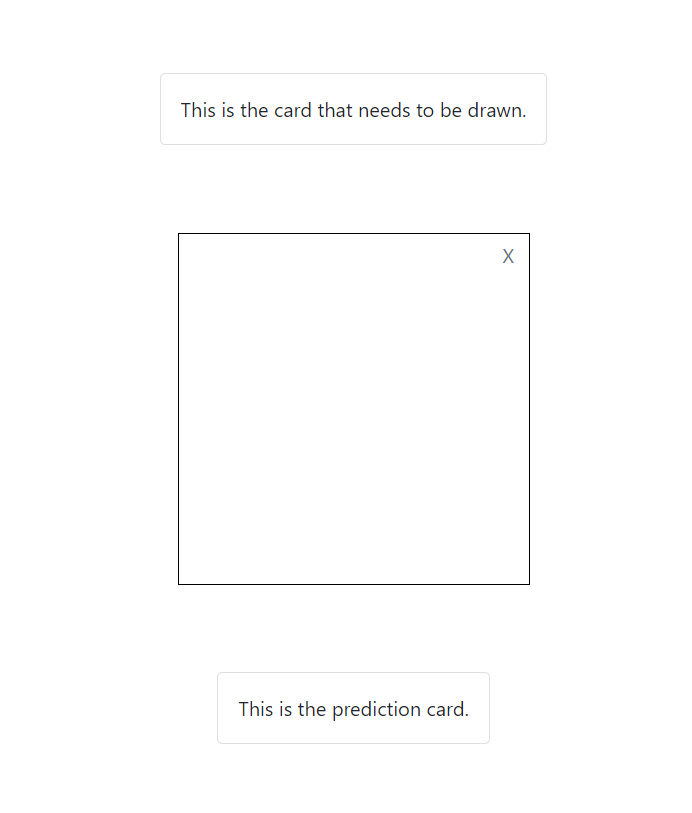 This is the card that needs to be drawn.
X
This is the prediction card.